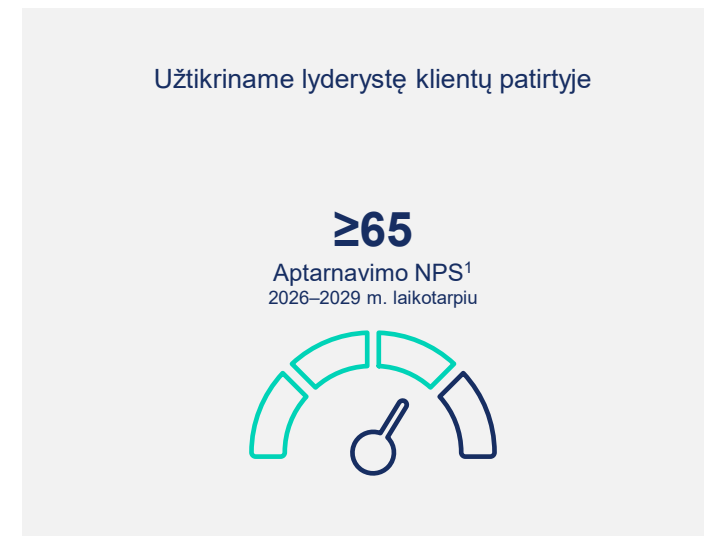 Užtikriname lyderystę klientų patirtyje
≥65
Aptarnavimo NPS¹
2026–2029 m. laikotarpiu